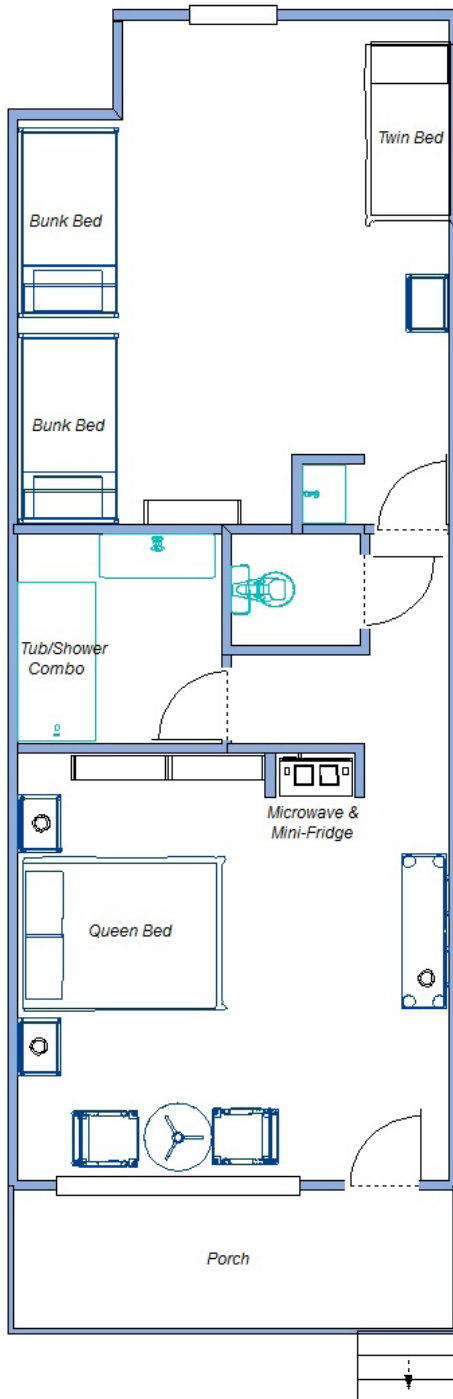 Twin Bed
Bunk Bed
Bunk Bed
Tub/Shower
Combo
Microwave &
Mini-Fridge
Queen Bed
Porch